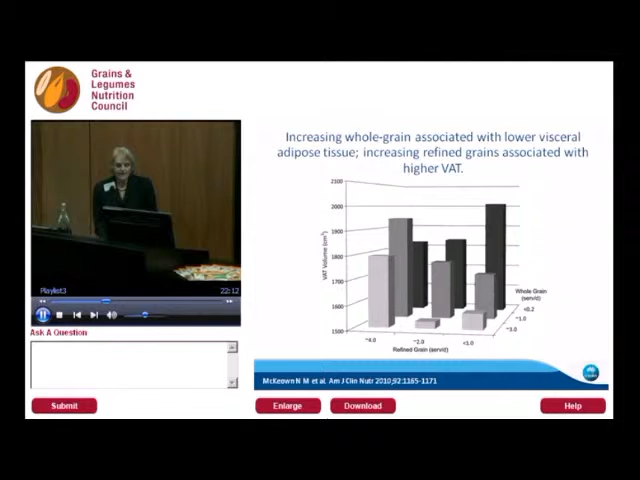 Grains &
Legumes
Nutrition
Council
Increasing whole-grain associated with lower visceral
adipose tissue; increasing refined grains associated with
higher VAT.
2100
2000
1900
1800
1700
1600
1500
VAT Volume (cm³)
Whole Grain
(serv/d)
<0.2
~1.0
~3.0
~4.0
~2.0
<1.0
Refined Grain (serv/d)
Playlist3
22:12
Ask A Question
McKeown N M et al. Am J Clin Nutr 2010;92:1165-1171
Submit
Enlarge
Download
Help